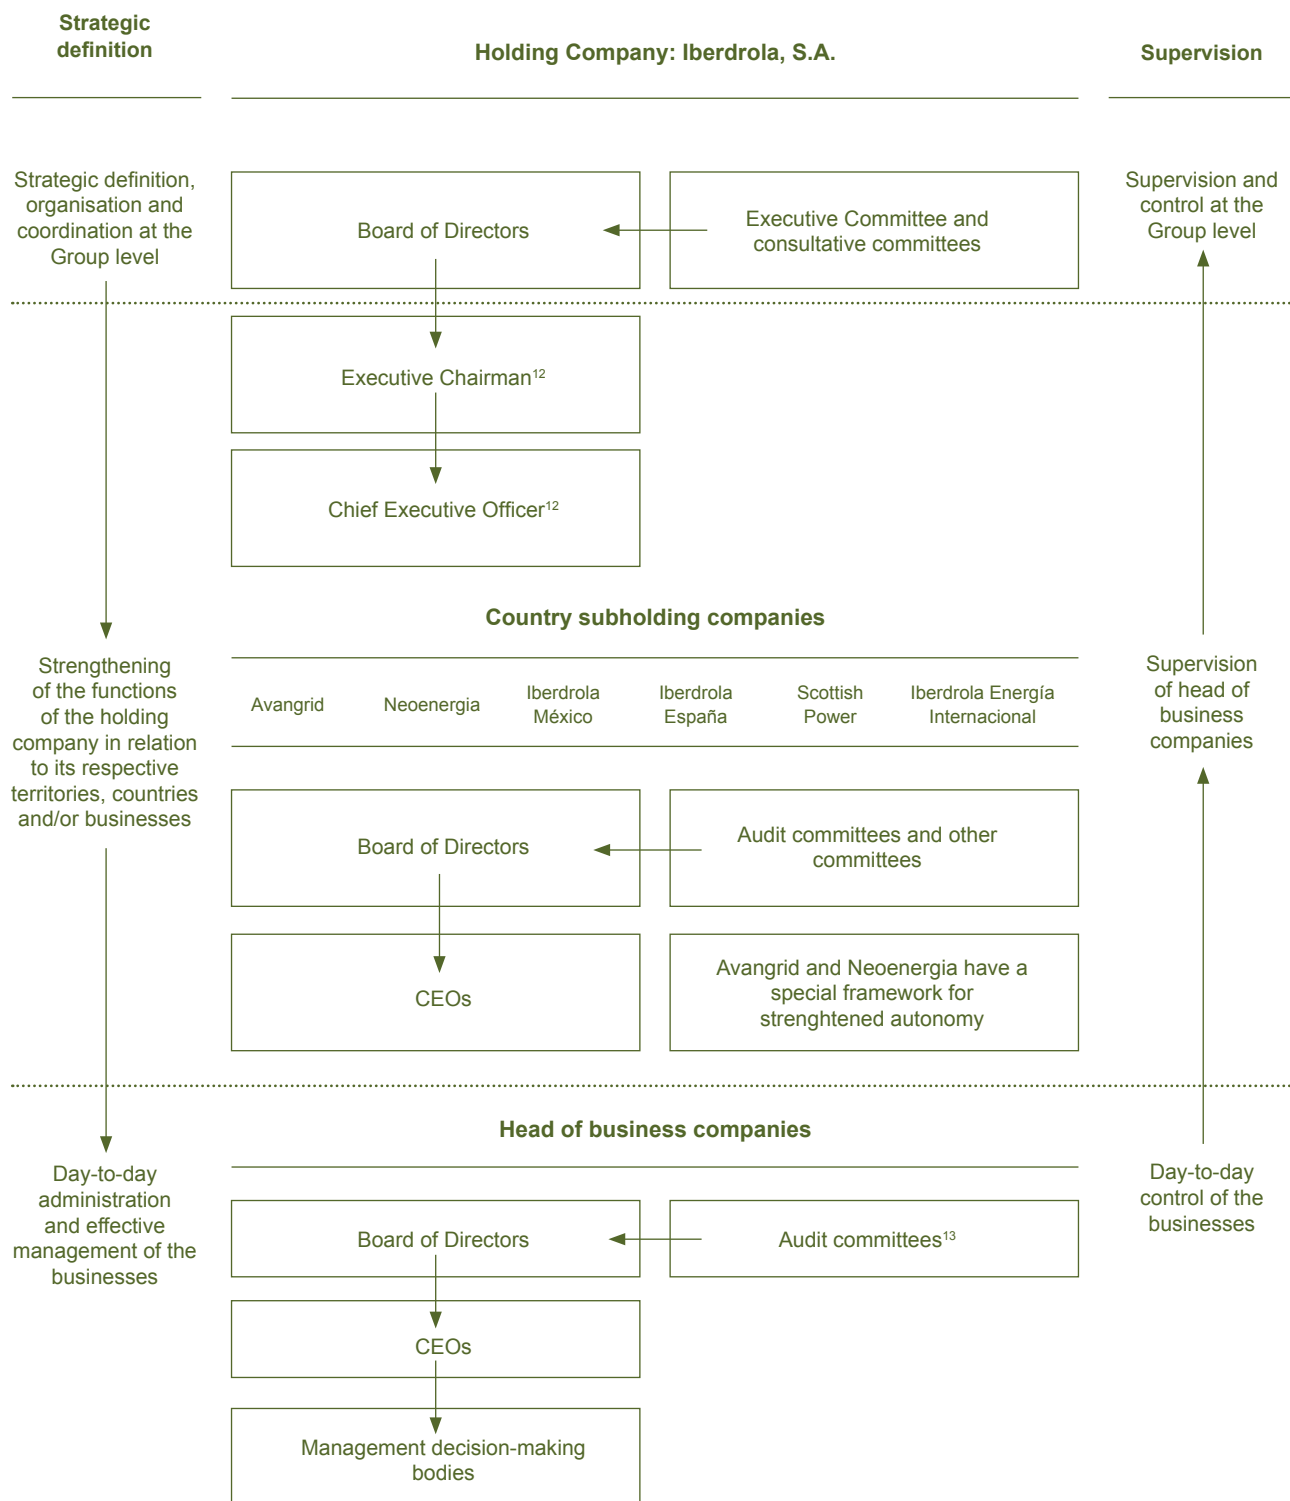 Strategic
definition
Holding Company: Iberdrola, S.A.
Supervision
Strategic definition,
organisation and
coordination at the
Group level
Board of Directors
Executive Committee and
consultative committees
Supervision and
control at the
Group level
Executive Chairman¹²
Chief Executive Officer¹²
Country subholding companies
Strengthening
of the functions
of the holding
company in relation
to its respective
territories, countries
and/or businesses
Avangrid
Neoenergia
Iberdrola
México
Iberdrola
España
Scottish
Power
Iberdrola Energía
Internacional
Supervision
of head of
business
companies
Board of Directors
Audit committees and other
committees
CEOs
Avangrid and Neoenergia have a
special framework for
strenghtened autonomy
Head of business companies
Day-to-day
administration
and effective
management of the
businesses
Board of Directors
Audit committees¹³
Day-to-day
control of the
businesses
CEOs
Management decision-making
bodies